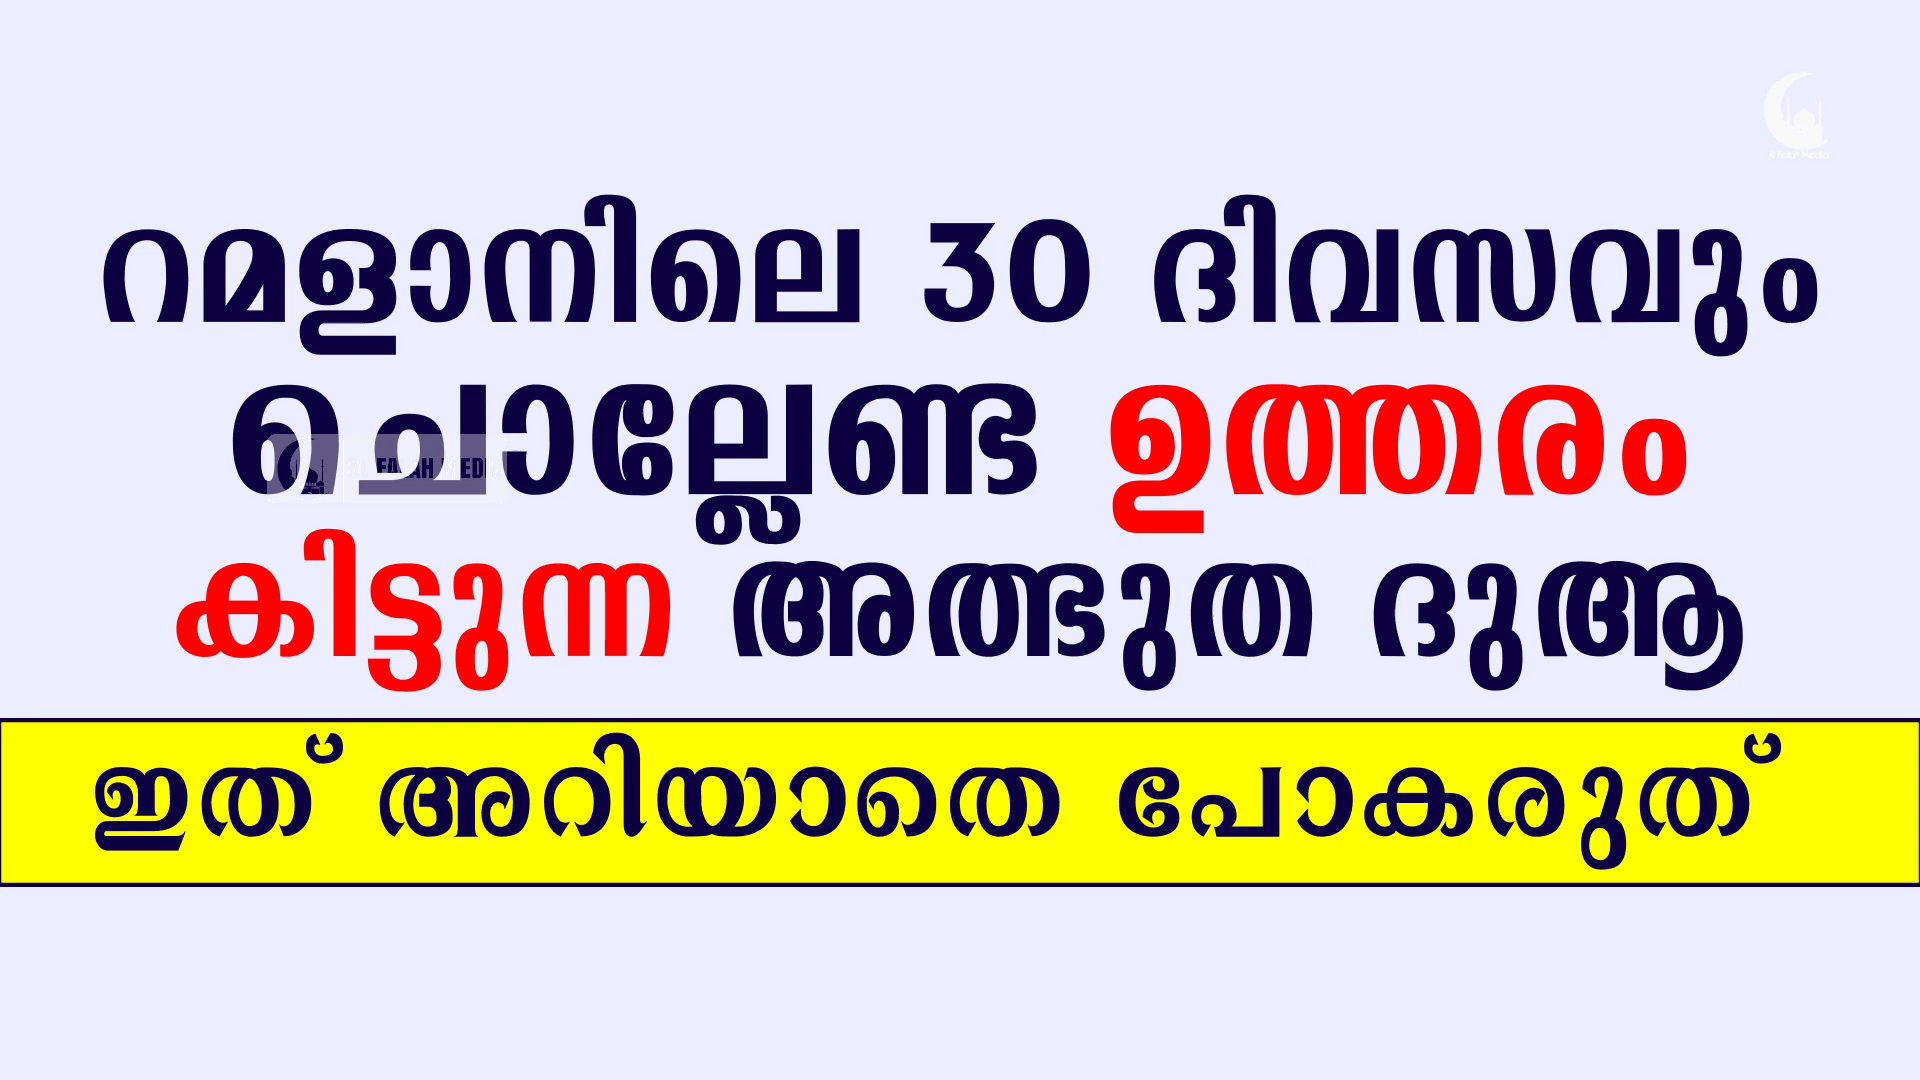 റമളാനിലെ 30 ദിവസവും
ചൊല്ലേണ്ട ഉത്തരം
കിട്ടുന്ന അത്ഭുത ദുആ
ഇത് അറിയാതെ പോകരുത്